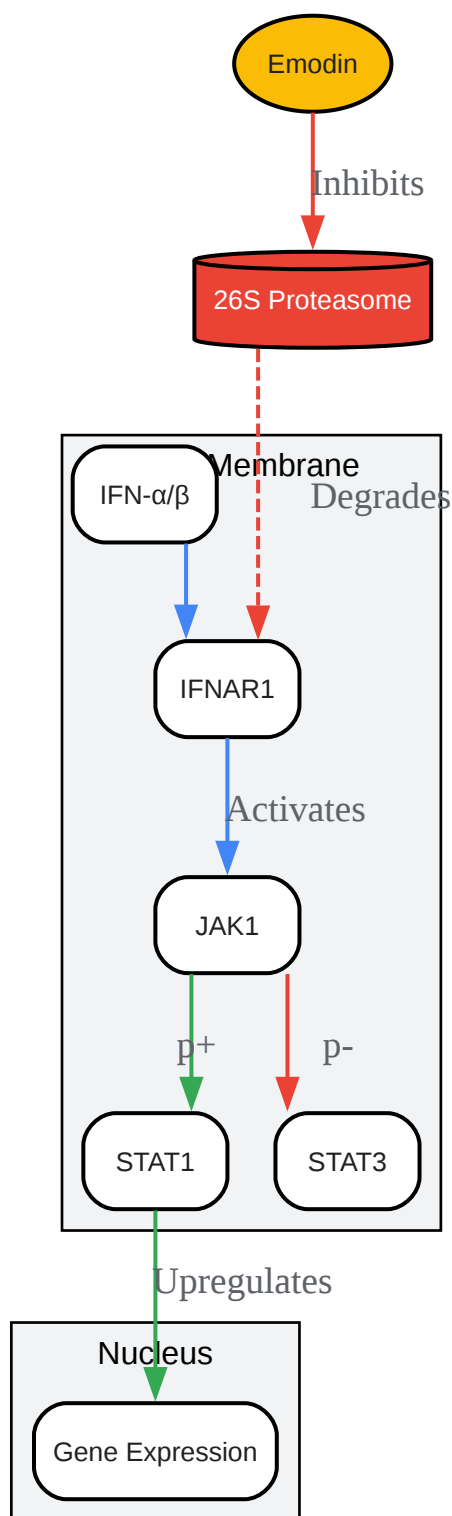 Emodin
Inhibits
26S Proteasome
Membrane
IFN-α/β
Degrades
IFNAR1
Activates
JAK1
p+
p-
STAT1
STAT3
Upregulates
Nucleus
Gene Expression